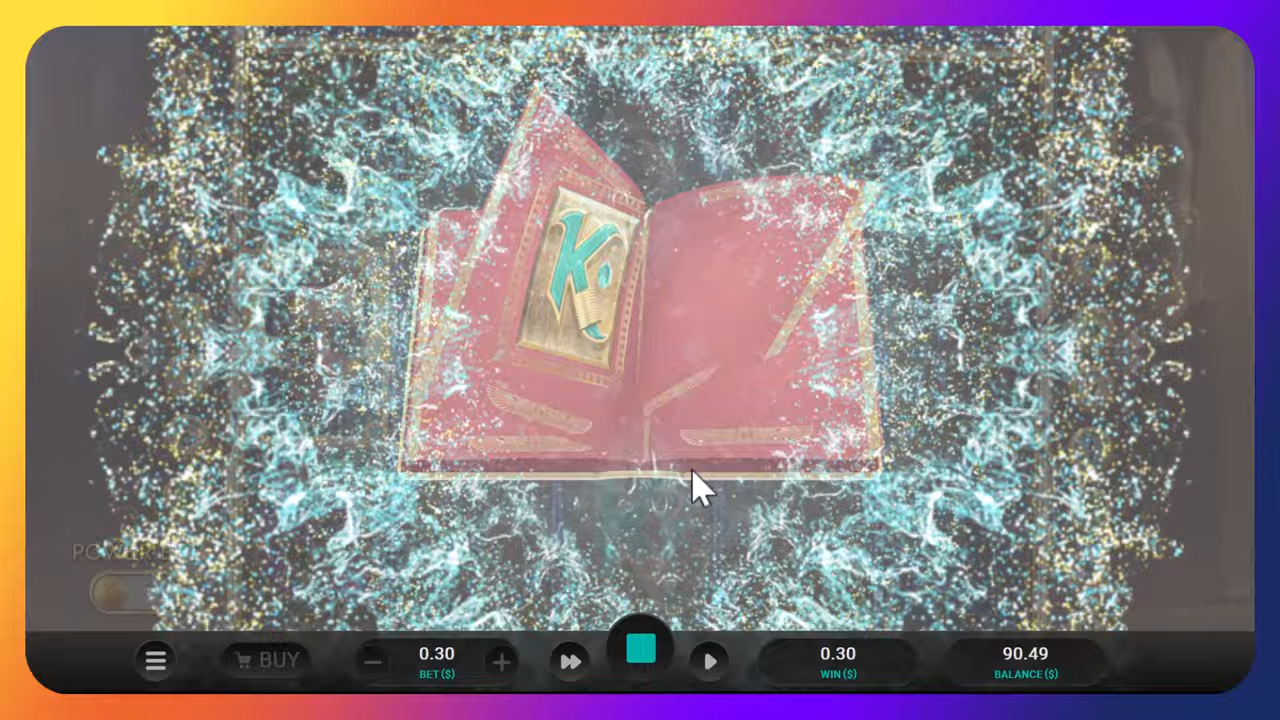 K
BUY
0.30
BET ($)
0.30
WIN ($)
90.49
BALANCE ($)